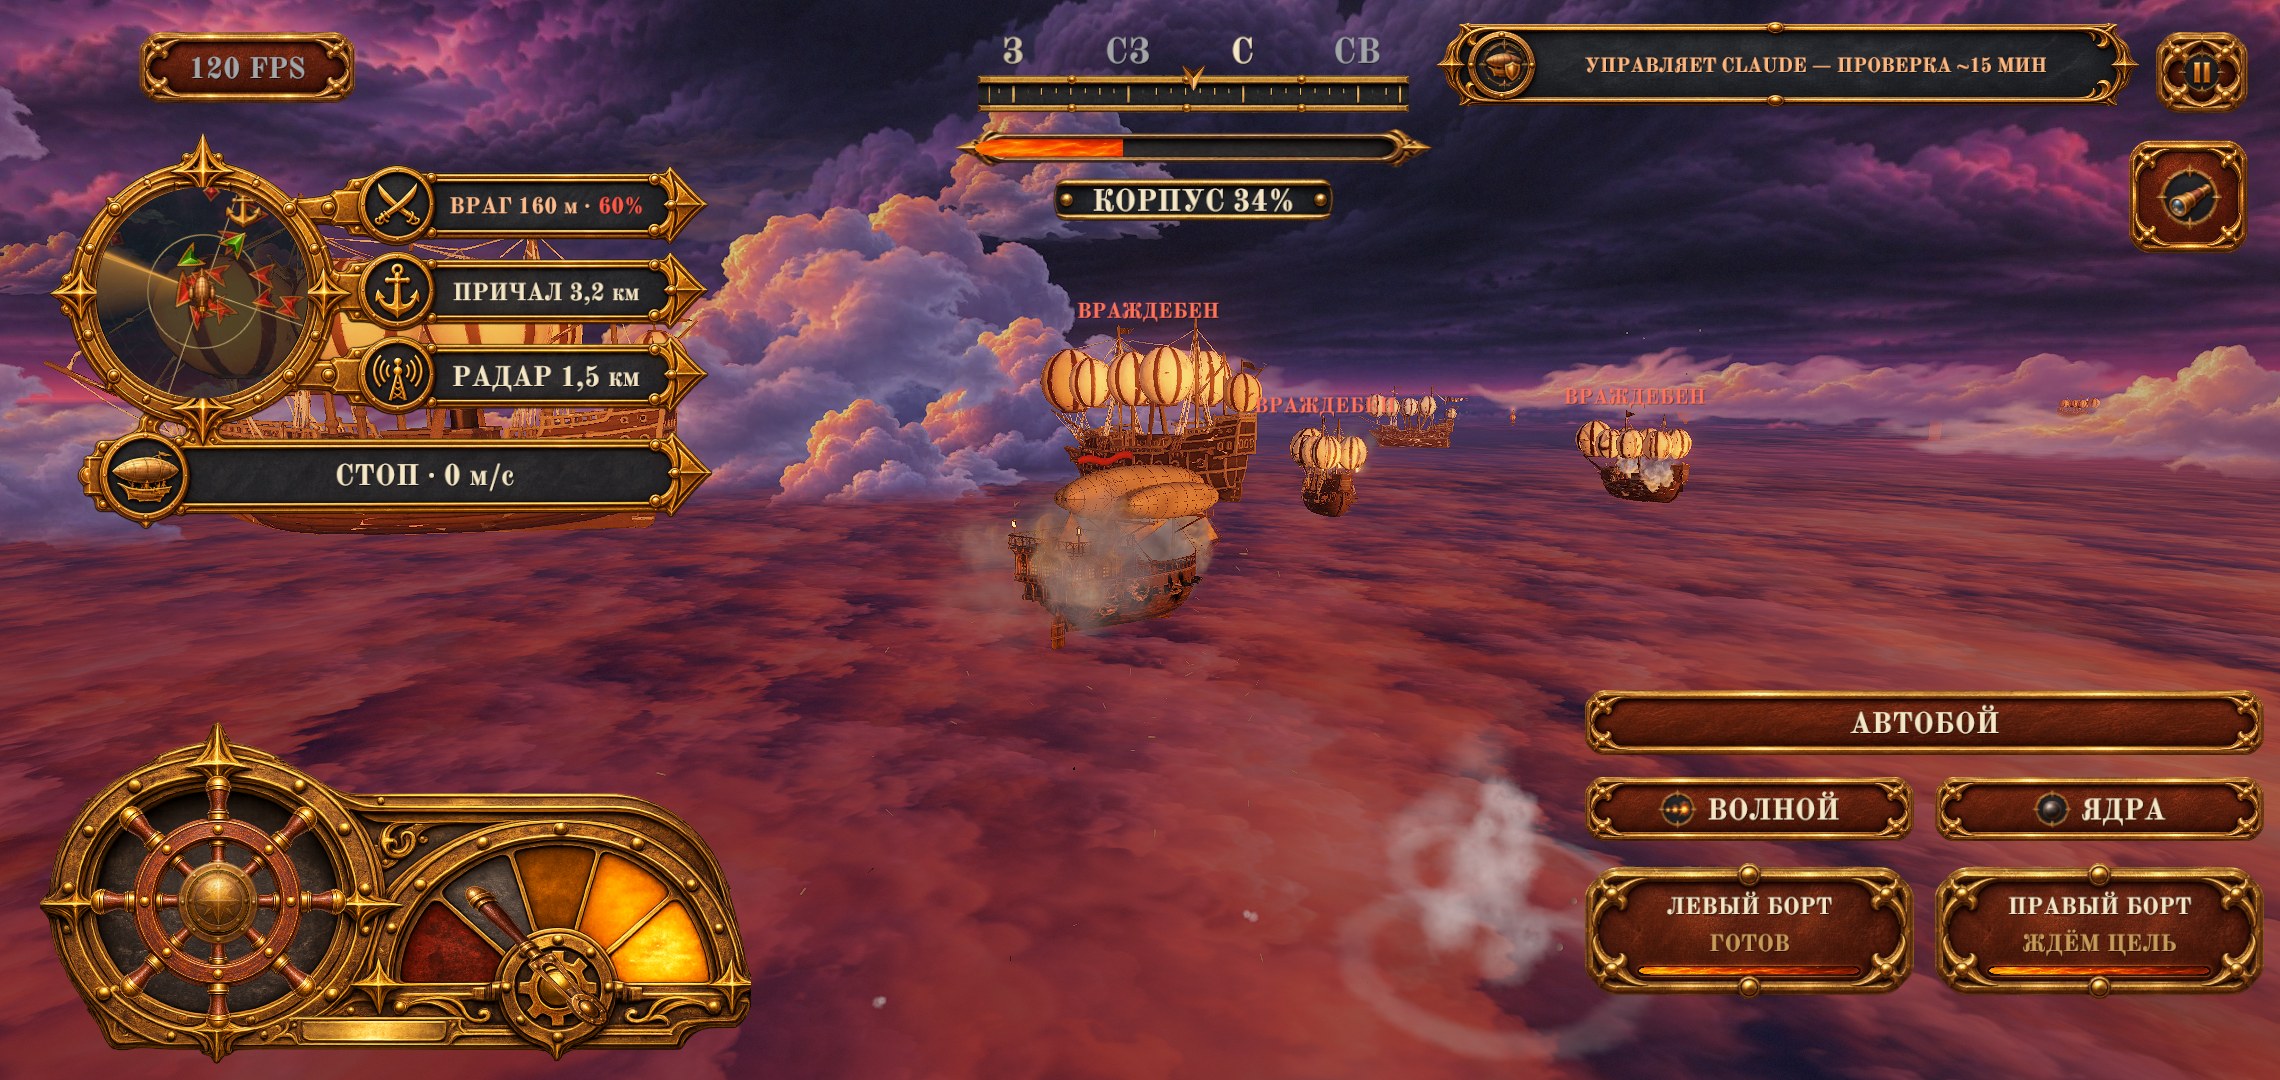 120 FPS
З СЗ С СВ
УПРАВЛЯЕТ CLAUDE — ПРОВЕРКА ~15 МИН
КОРПУС 34%
ВРАГ 160 м · 60%
ПРИЧАЛ 3,2 км
РАДАР 1,5 км
СТОП · 0 м/с
ВРАЖДЕБЕН
ВРАЖДЕБЕН
ВРАЖДЕБЕН
АВТОБОЙ
ВОЛНОЙ
ЯДРА
ЛЕВЫЙ БОРТ
ГОТОВ
ПРАВЫЙ БОРТ
ЖДЁМ ЦЕЛЬ